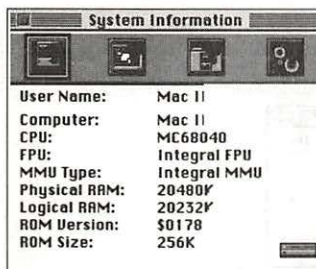 System Information
User Name: Mac II
Computer: Mac II
CPU: MC68040
FPU: Integral FPU
MMU Type: Integral MMU
Physical RAM: 20480K
Logical RAM: 20232K
ROM Version: $0178
ROM Size: 256K